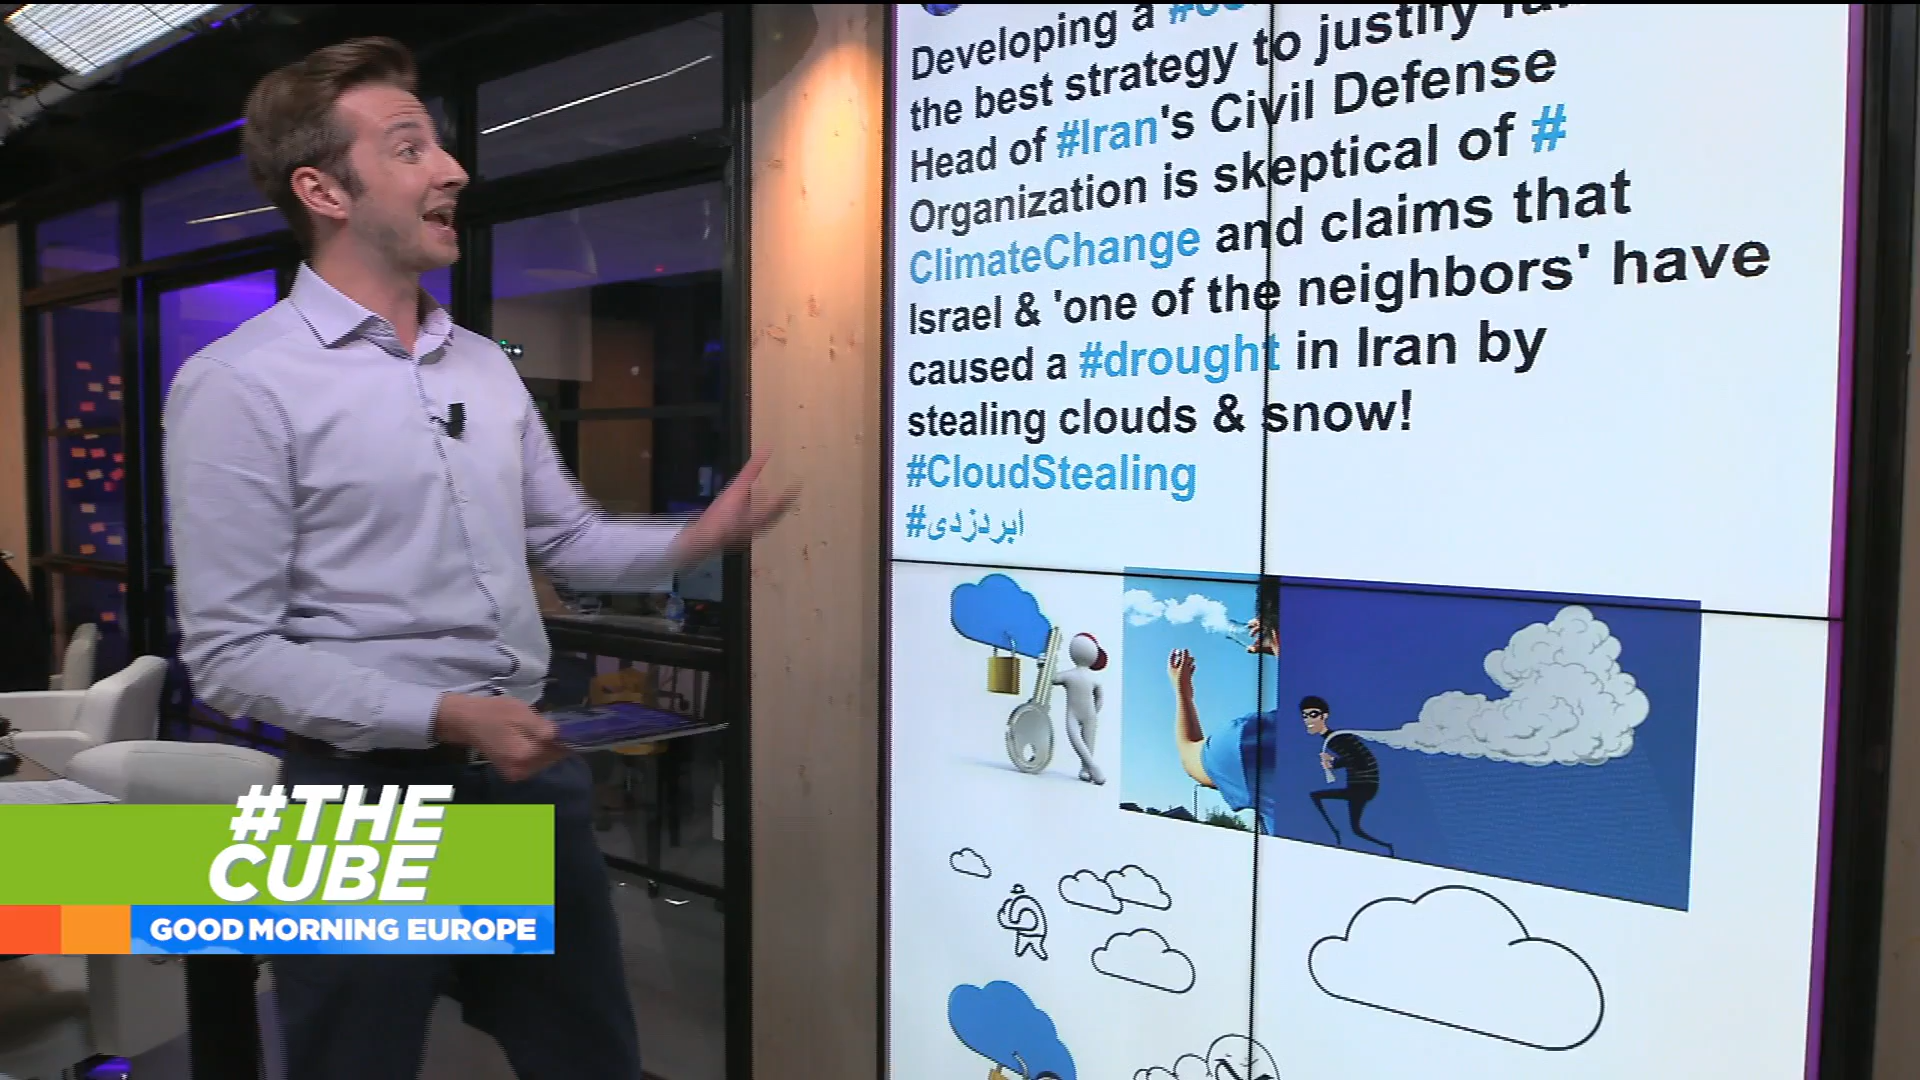 Developing a
the best strategy to justify
Head of #Iran's Civil Defense
Organization is skeptical of #
ClimateChange and claims that
Israel & 'one of the neighbors' have
caused a #drought in Iran by
stealing clouds & snow!
#CloudStealing
#ابردزدی
#THE
CUBE
GOOD MORNING EUROPE